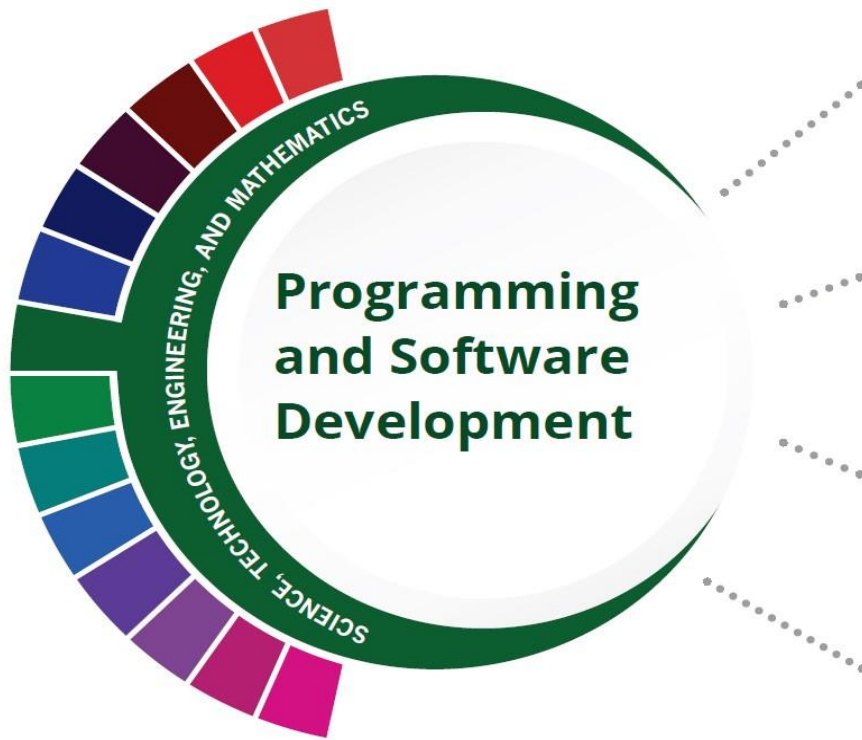 SCIENCE, TECHNOLOGY, ENGINEERING, AND MATHEMATICS
Programming
and Software
Development